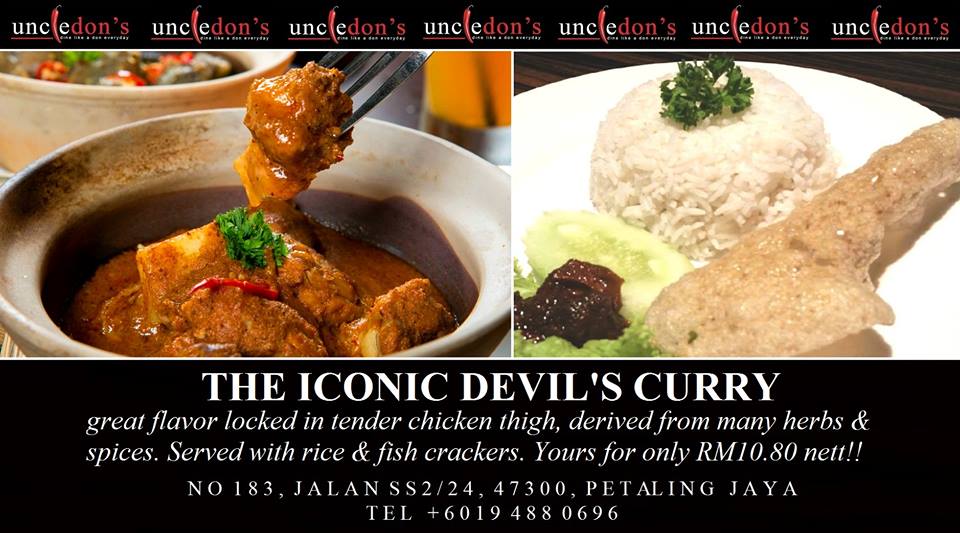 uncledon's uncledon's uncledon's uncledon's uncledon's uncledon's uncledon's
dine like a don everyday dine like a don everyday dine like a don everyday dine like a don everyday dine like a don everyday dine like a don everyday dine like a don everyday
THE ICONIC DEVIL'S CURRY
great flavor locked in tender chicken thigh, derived from many herbs &
spices. Served with rice & fish crackers. Yours for only RM10.80 nett!!
NO 183, JALAN SS2/24, 47300, PETALING JAYA
TEL +6019 488 0696